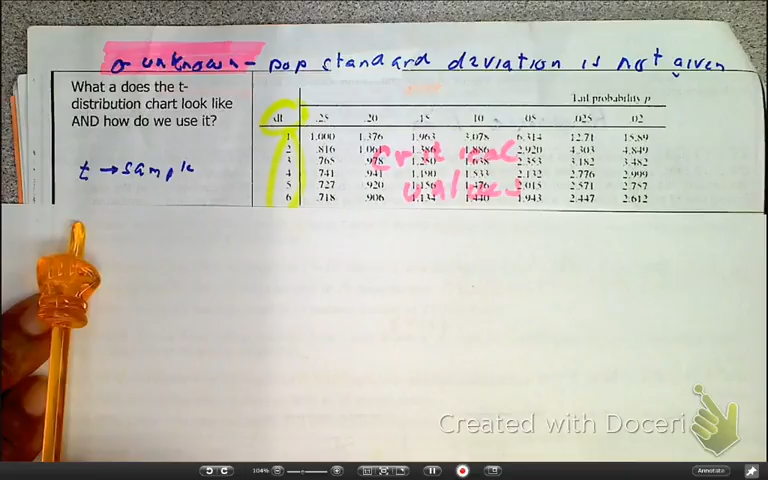 σ unknown - pop standard deviation is not given
What a does the t-
distribution chart look like
AND how do we use it?
t → sample
Tail probability p
df .25 .20 .15 .10 .05 .025 .02
1 1.000 1.376 1.963 3.078 6.314 12.71 15.89
2 .816 1.061 1.386 1.886 2.920 4.303 4.849
3 .765 .978 1.250 1.638 2.353 3.182 3.482
4 .741 .941 1.190 1.533 2.132 2.776 2.999
5 .727 .920 1.156 1.476 2.015 2.571 2.757
6 .718 .906 1.134 1.440 1.943 2.447 2.612
critical
values
Created with Doceri
104%
Annotate